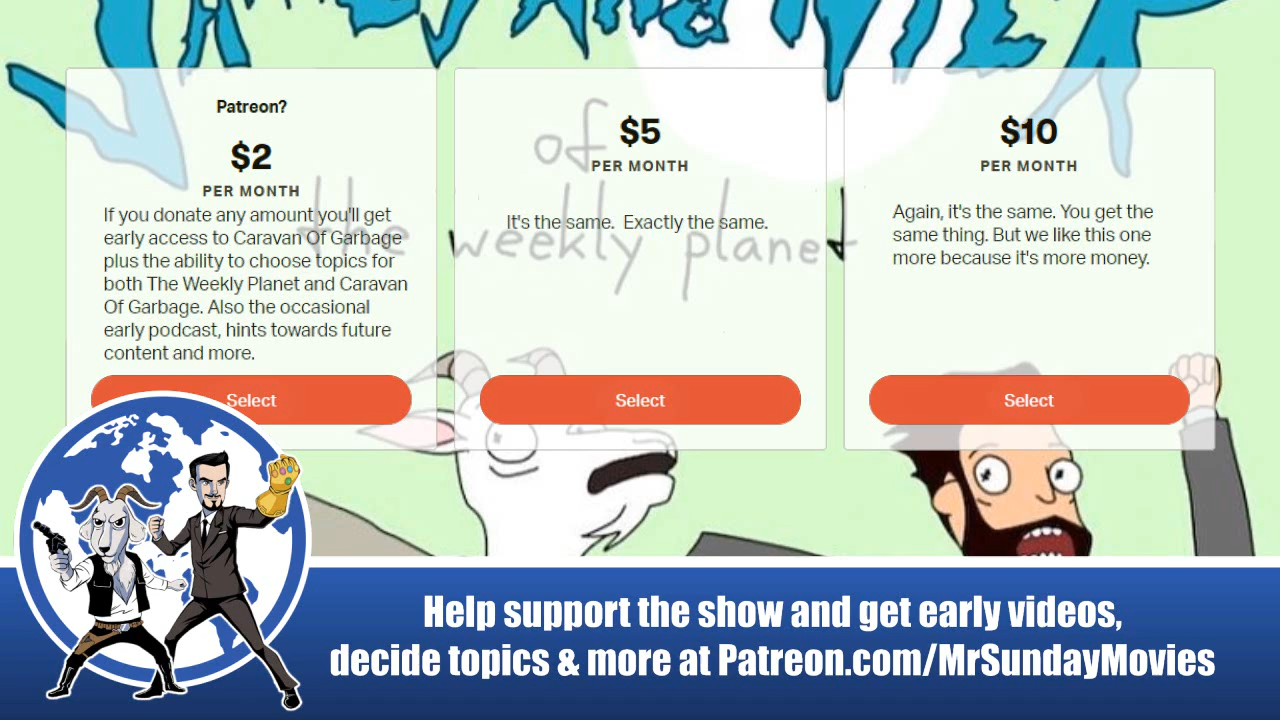 of
the weekly planet
Patreon?
$2
PER MONTH
If you donate any amount you'll get
early access to Caravan Of Garbage
plus the ability to choose topics for
both The Weekly Planet and Caravan
Of Garbage. Also the occasional
early podcast, hints towards future
content and more.
Select
$5
PER MONTH
It's the same. Exactly the same.
Select
$10
PER MONTH
Again, it's the same. You get the
same thing. But we like this one
more because it's more money.
Select
Help support the show and get early videos,
decide topics & more at Patreon.com/MrSundayMovies